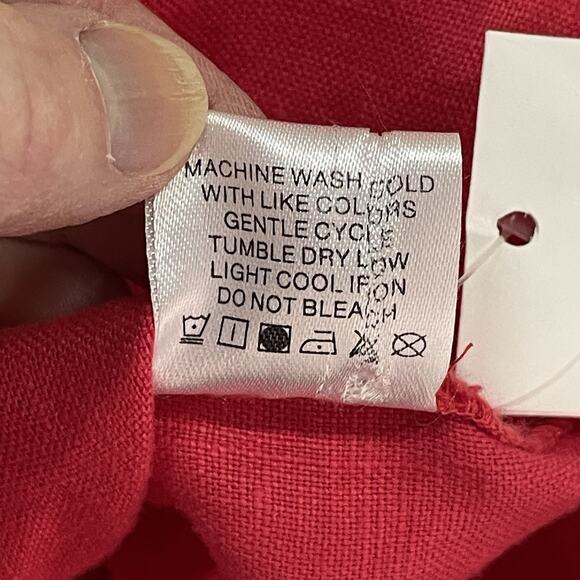 MACHINE WASH COLD
WITH LIKE COLORS
GENTLE CYCLE
TUMBLE DRY LOW
LIGHT COOL IRON
DO NOT BLEACH